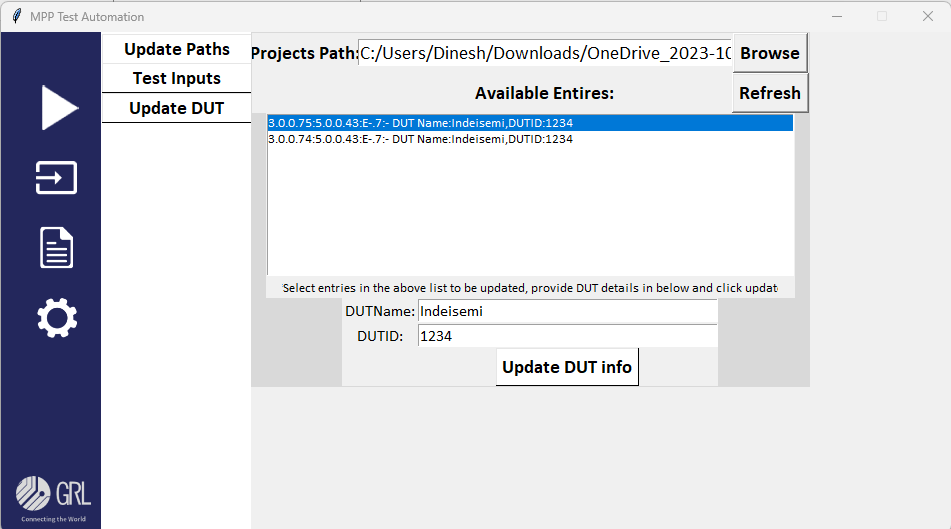 MPP Test Automation
Update Paths
Test Inputs
Update DUT
Projects Path:
C:/Users/Dinesh/Downloads/OneDrive_2023-10
Browse
Available Entires:
Refresh
3.0.0.75:5.0.0.43:E-.7:- DUT Name:Indeisemi,DUTID:1234
3.0.0.74:5.0.0.43:E-.7:- DUT Name:Indeisemi,DUTID:1234
Select entries in the above list to be updated, provide DUT details in below and click updat
DUTName: Indeisemi
DUTID: 1234
Update DUT info
GRL
Connecting the World